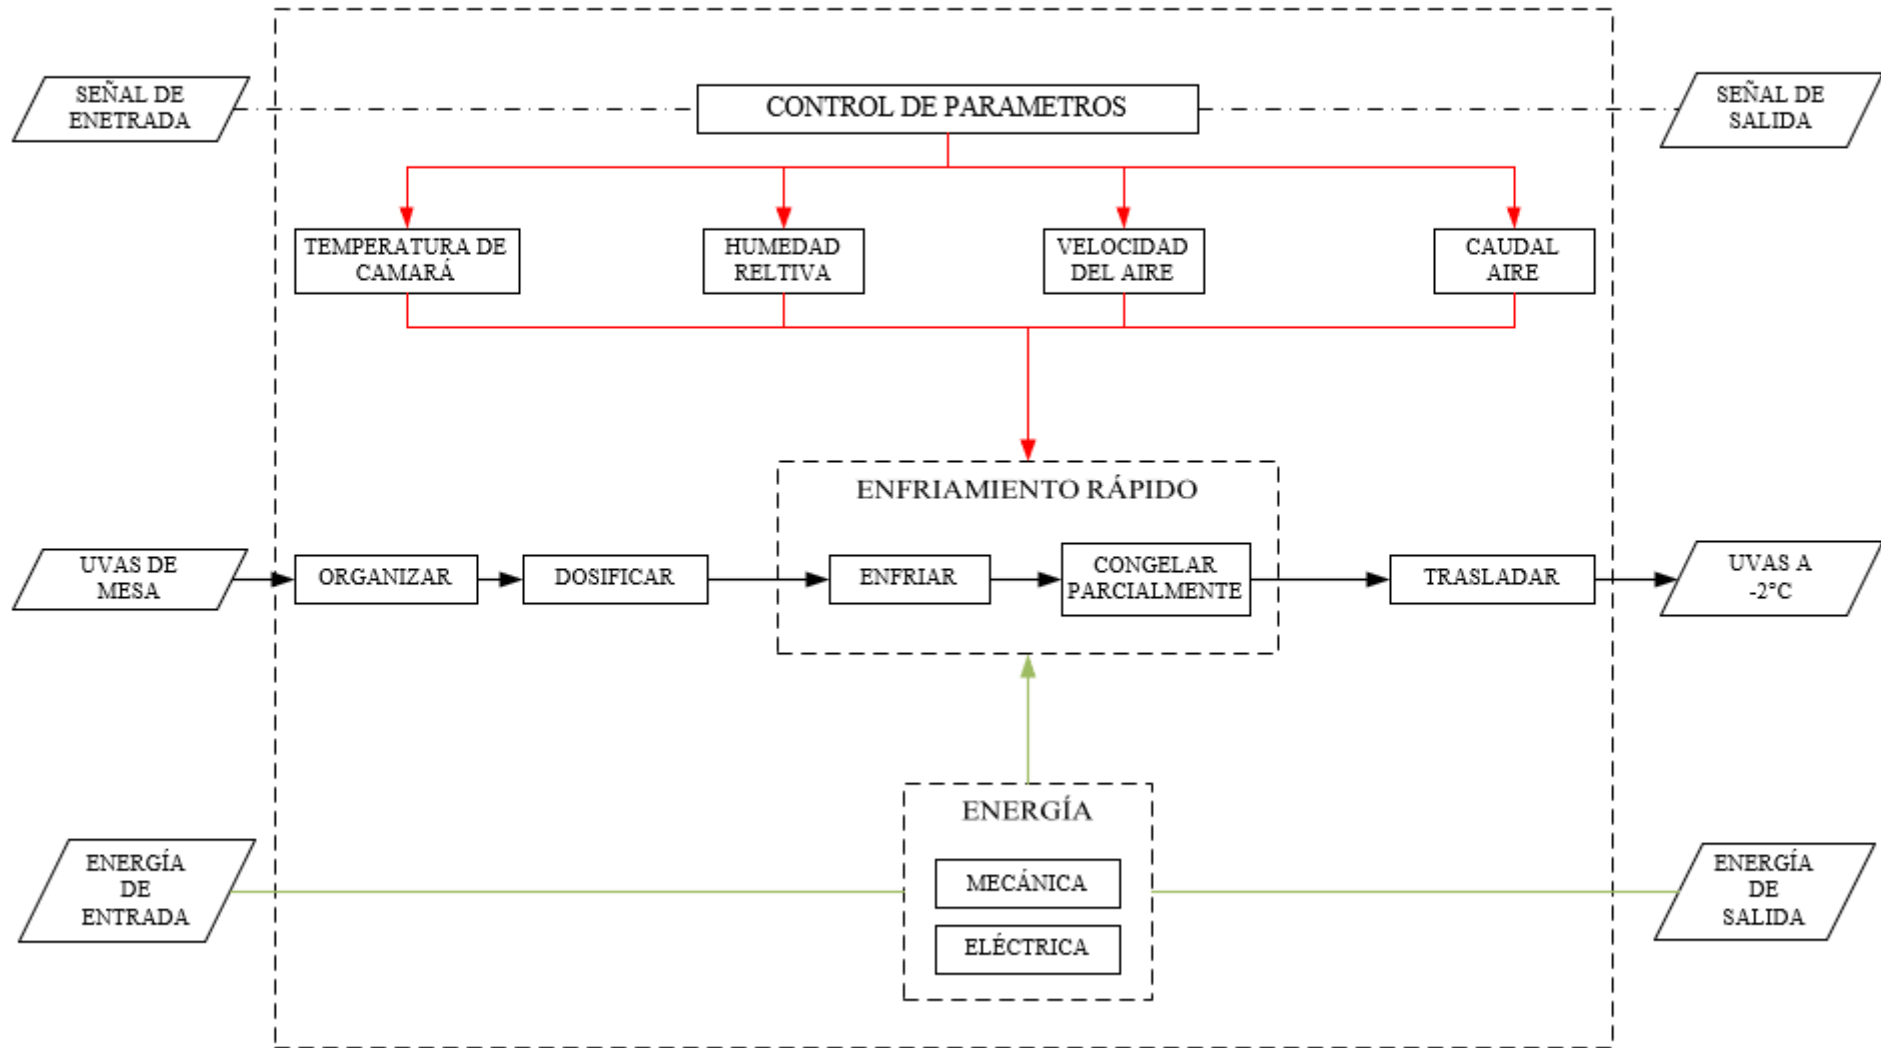 SEÑAL DE
ENETRADA
CONTROL DE PARAMETROS
SEÑAL DE
SALIDA
TEMPERATURA DE
CAMARÁ
HUMEDAD
RELTIVA
VELOCIDAD
DEL AIRE
CAUDAL
AIRE
ENFRIAMIENTO RÁPIDO
UVAS DE
MESA
ORGANIZAR
DOSIFICAR
ENFRIAR
CONGELAR
PARCIALMENTE
TRASLADAR
UVAS A
-2°C
ENERGÍA
MECÁNICA
ELÉCTRICA
ENERGÍA
DE
ENTRADA
ENERGÍA
DE
SALIDA